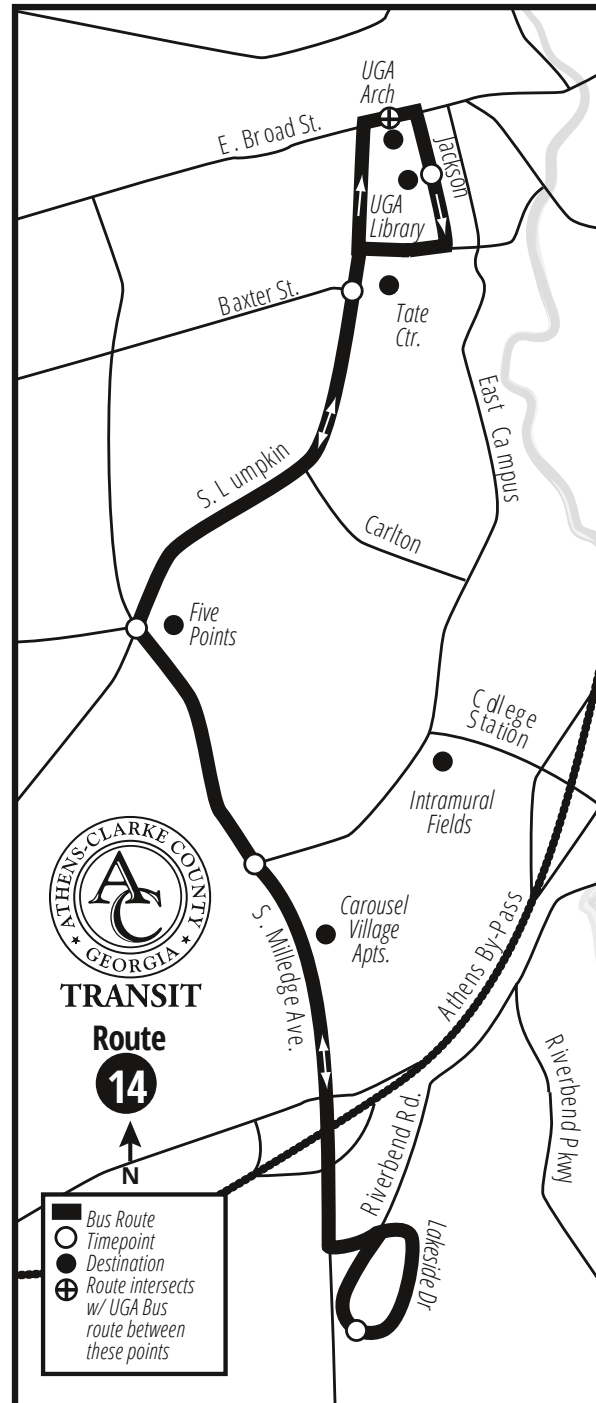 UGA
Arch
E. Broad St.
Jackson
UGA
Library
Baxter St.
Tate
Ctr.
East Campus
S. Lumpkin
Carlton
Five
Points
College
Station
Intramural
Fields
ATHENS-CLARKE COUNTY
AC
★ GEORGIA ★
TRANSIT
Route
14
N
S. Milledge Ave.
Carousel
Village
Apts.
Athens By-Pass
Riverbend Rd.
Riverbend Pkwy
Lakeside Dr
Bus Route
Timepoint
Destination
Route intersects
w/ UGA Bus
route between
these points